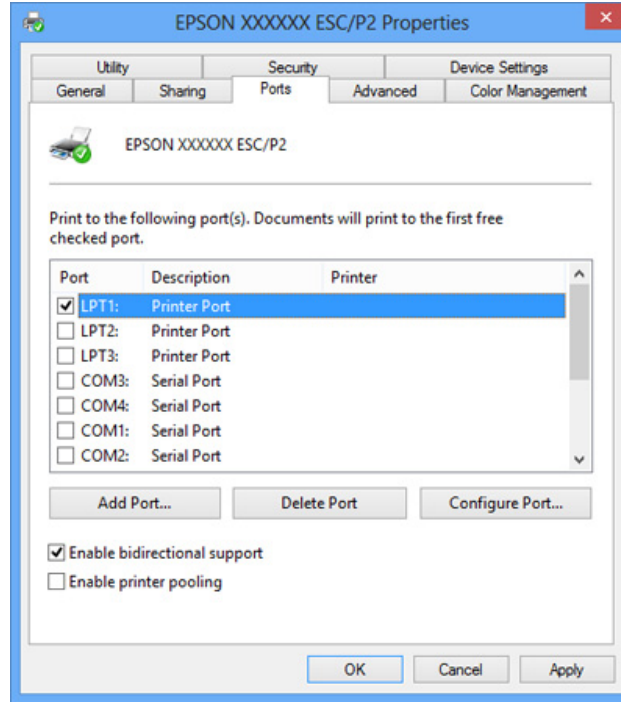 EPSON XXXXXX ESC/P2 Properties
Utility Security Device Settings
General Sharing Ports Advanced Color Management
EPSON XXXXXX ESC/P2
Print to the following port(s). Documents will print to the first free
checked port.
Port Description Printer
LPT1: Printer Port
LPT2: Printer Port
LPT3: Printer Port
COM3: Serial Port
COM4: Serial Port
COM1: Serial Port
COM2: Serial Port
Add Port... Delete Port Configure Port...
Enable bidirectional support
Enable printer pooling
OK Cancel Apply